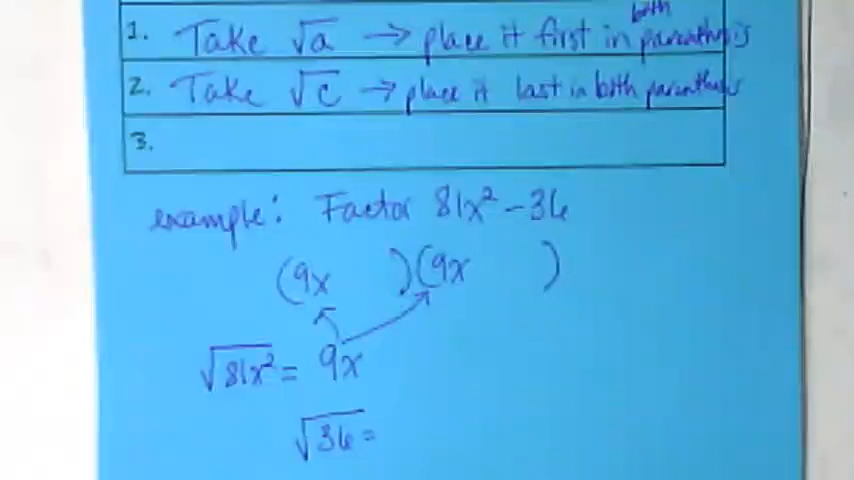 1. Take √a → place it first in both parenthesis
2. Take √c → place it last in both parenthesis
3.
example: Factor 81x² - 36
(9x )(9x )
√81x² = 9x
√36 =